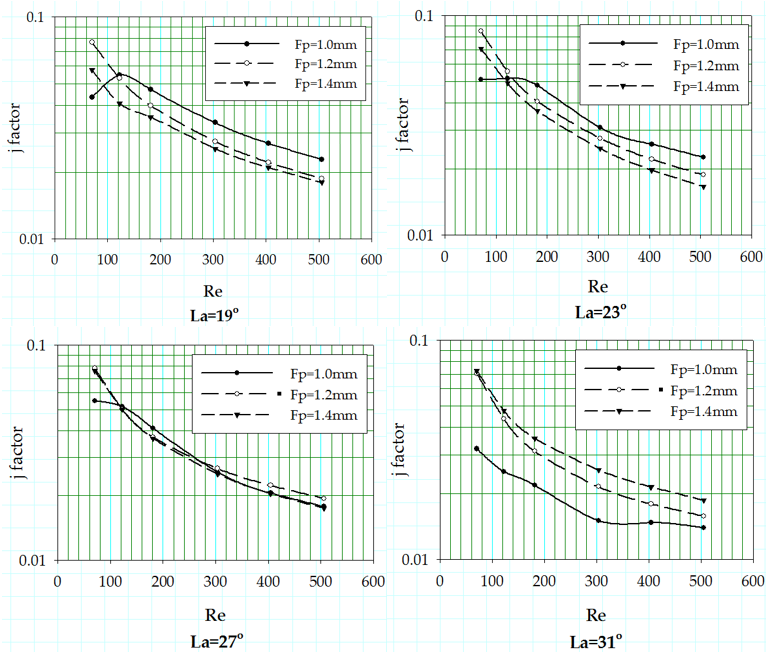 0.1
Fp=1.0mm
Fp=1.2mm
Fp=1.4mm
j factor
0.01
0 100 200 300 400 500 600
Re
La=19°
0.1
Fp=1.0mm
Fp=1.2mm
Fp=1.4mm
j factor
0.01
0 100 200 300 400 500 600
Re
La=23°
0.1
Fp=1.0mm
Fp=1.2mm
Fp=1.4mm
j factor
0.01
0 100 200 300 400 500 600
Re
La=27°
0.1
Fp=1.0mm
Fp=1.2mm
Fp=1.4mm
j factor
0.01
0 100 200 300 400 500 600
Re
La=31°